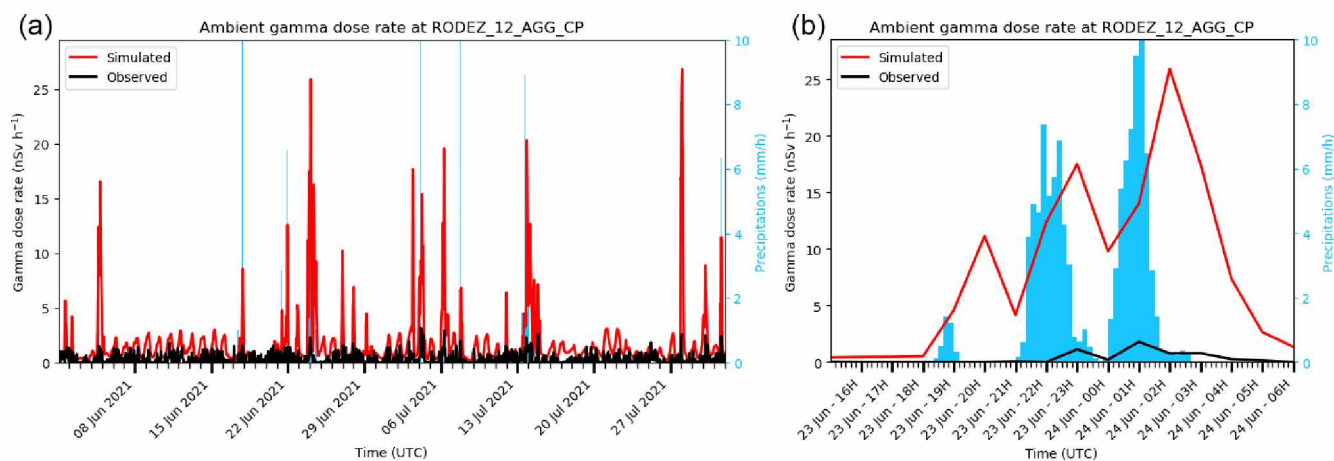 (a)
Ambient gamma dose rate at RODEZ_12_AGG_CP
Simulated
Observed
Gamma dose rate (nSv h⁻¹)
25
20
15
10
5
0
Precipitations (mm/h)
10
8
6
4
2
0
08 Jun 2021
15 Jun 2021
22 Jun 2021
29 Jun 2021
06 Jul 2021
13 Jul 2021
20 Jul 2021
27 Jul 2021
Time (UTC)
(b)
Ambient gamma dose rate at RODEZ_12_AGG_CP
Simulated
Observed
Gamma dose rate (nSv h⁻¹)
25
20
15
10
5
0
Precipitations (mm/h)
10
8
6
4
2
0
23 Jun - 16H
23 Jun - 17H
23 Jun - 18H
23 Jun - 19H
23 Jun - 20H
23 Jun - 21H
23 Jun - 22H
23 Jun - 23H
24 Jun - 00H
24 Jun - 01H
24 Jun - 02H
24 Jun - 03H
24 Jun - 04H
24 Jun - 05H
24 Jun - 06H
Time (UTC)